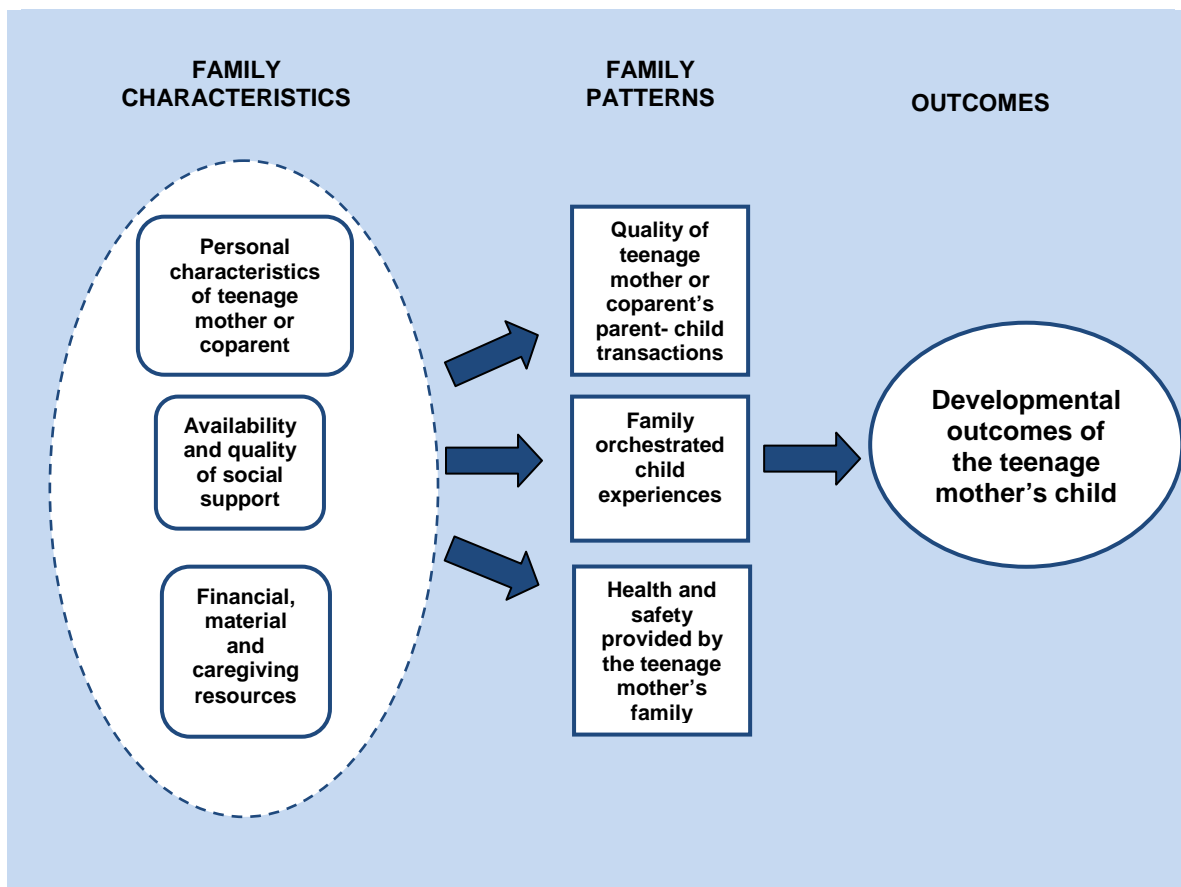 FAMILY
CHARACTERISTICS
FAMILY
PATTERNS
OUTCOMES
Personal
characteristics
of teenage
mother or
coparent
Availability
and quality
of social
support
Financial,
material
and
caregiving
resources
Quality of
teenage
mother or
coparent’s
parent- child
transactions
Family
orchestrated
child
experiences
Health and
safety
provided by
the teenage
mother’s
family
Developmental
outcomes of
the teenage
mother’s child